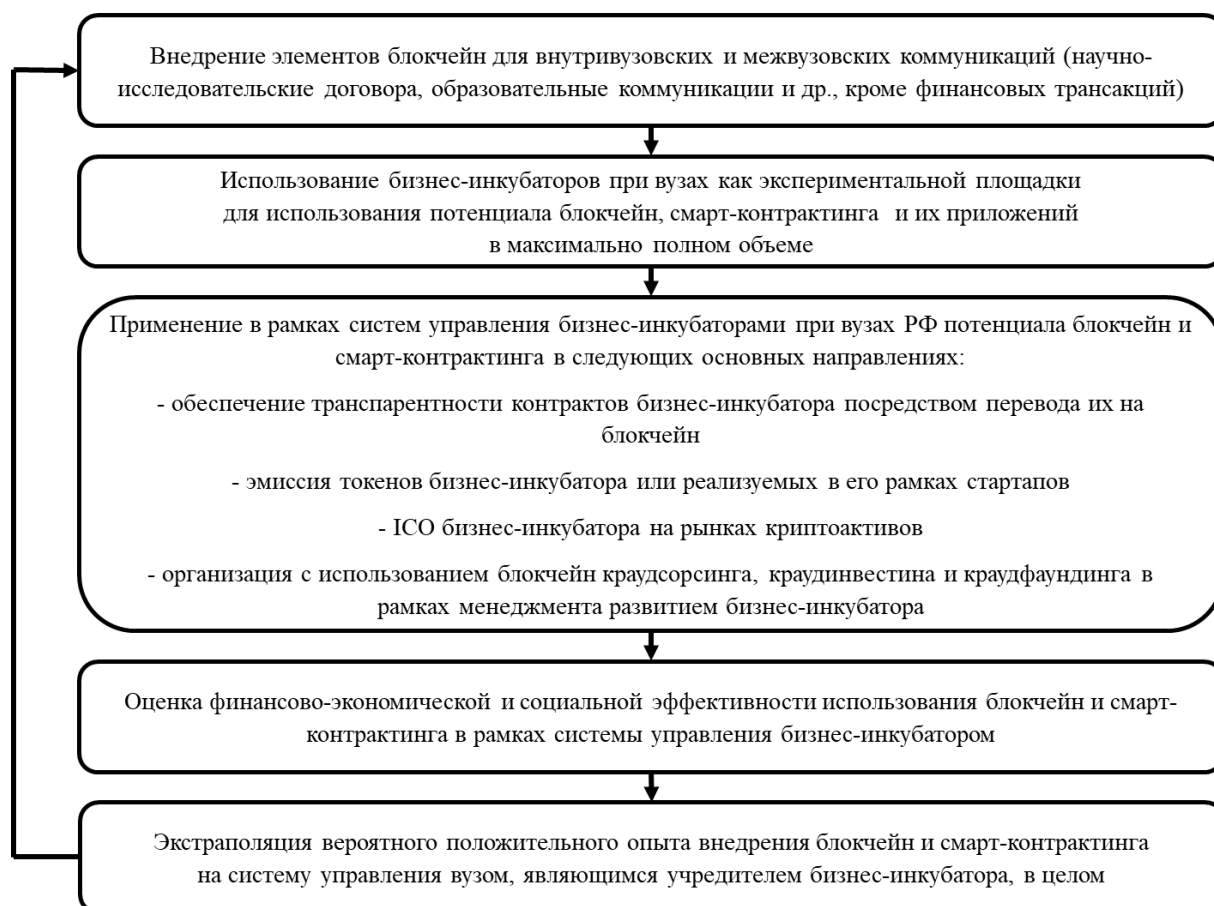 Внедрение элементов блокчейн для внутривузовских и межвузовских коммуникаций (научно-
исследовательские договора, образовательные коммуникации и др., кроме финансовых трансакций)
Использование бизнес-инкубаторов при вузах как экспериментальной площадки
для использования потенциала блокчейн, смарт-контрактинга и их приложений
в максимально полном объеме
Применение в рамках систем управления бизнес-инкубаторами при вузах РФ потенциала блокчейн и
смарт-контрактинга в следующих основных направлениях:
- обеспечение транспарентности контрактов бизнес-инкубатора посредством перевода их на
блокчейн
- эмиссия токенов бизнес-инкубатора или реализуемых в его рамках стартапов
- ICO бизнес-инкубатора на рынках криптоактивов
- организация с использованием блокчейн краудсорсинга, краудинвестина и краудфаундинга в
рамках менеджмента развитием бизнес-инкубатора
Оценка финансово-экономической и социальной эффективности использования блокчейн и смарт-
контрактинга в рамках системы управления бизнес-инкубатором
Экстраполяция вероятного положительного опыта внедрения блокчейн и смарт-контрактинга
на систему управления вузом, являющимся учредителем бизнес-инкубатора, в целом